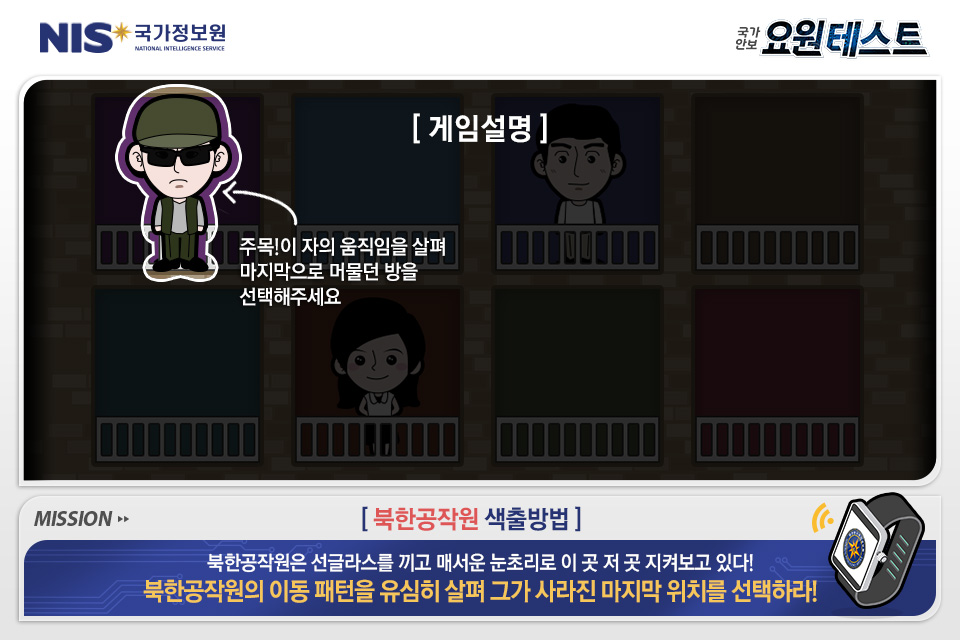 NIS 국가정보원
NATIONAL INTELLIGENCE SERVICE
국가
안보 요원테스트
[ 게임설명 ]
주목!이 자의 움직임을 살펴
마지막으로 머물던 방을
선택해주세요
MISSION
[ 북한공작원 색출방법 ]
북한공작원은 선글라스를 끼고 매서운 눈초리로 이 곳 저 곳 지켜보고 있다!
북한공작원의 이동 패턴을 유심히 살펴 그가 사라진 마지막 위치를 선택하라!